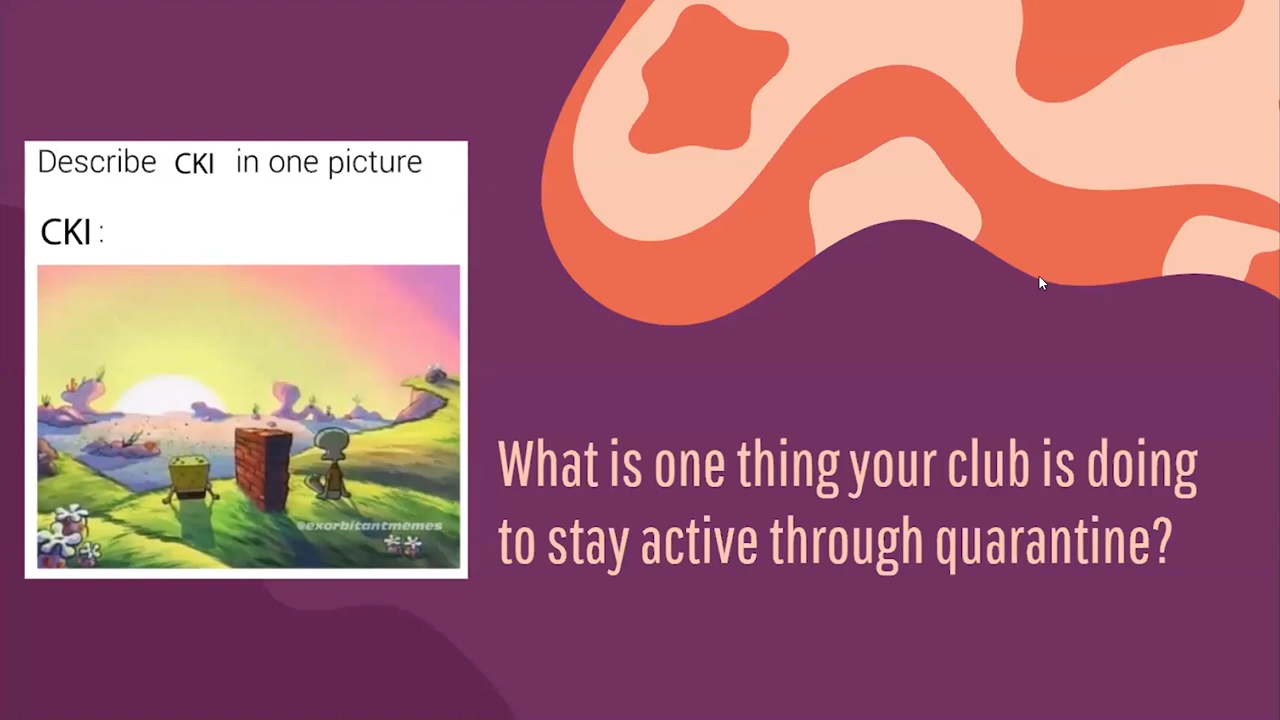 Describe CKI in one picture
CKI:
@exorbitantmemes
What is one thing your club is doing
to stay active through quarantine?